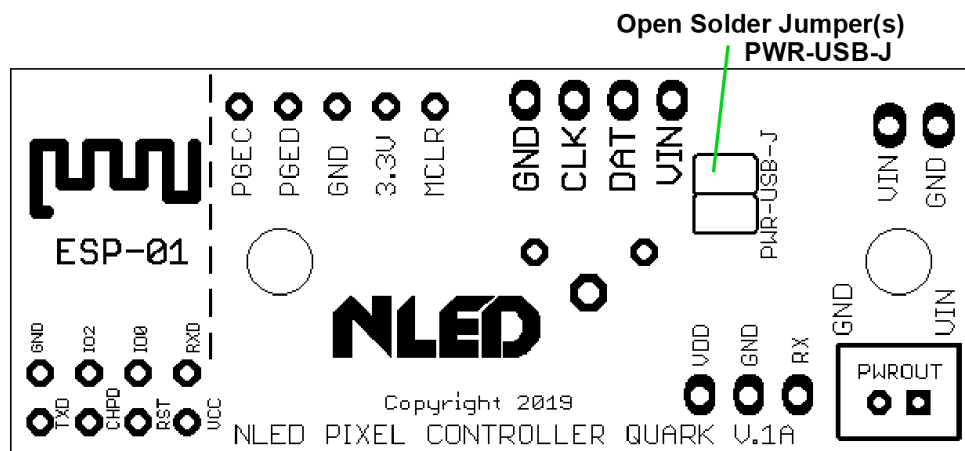 Open Solder Jumper(s)
PWR-USB-J
PGEC
PGED
GND
3.3V
MCLR
GND
CLK
DAT
VIN
PWR-USB-J
VIN
GND
ESP-01
GND
IO2
IO0
RXD
NLED
VDD
GND
RX
GND
VIN
PWROUT
TXD
CHPD
RST
VCC
Copyright 2019
NLED PIXEL CONTROLLER QUARK V.1A